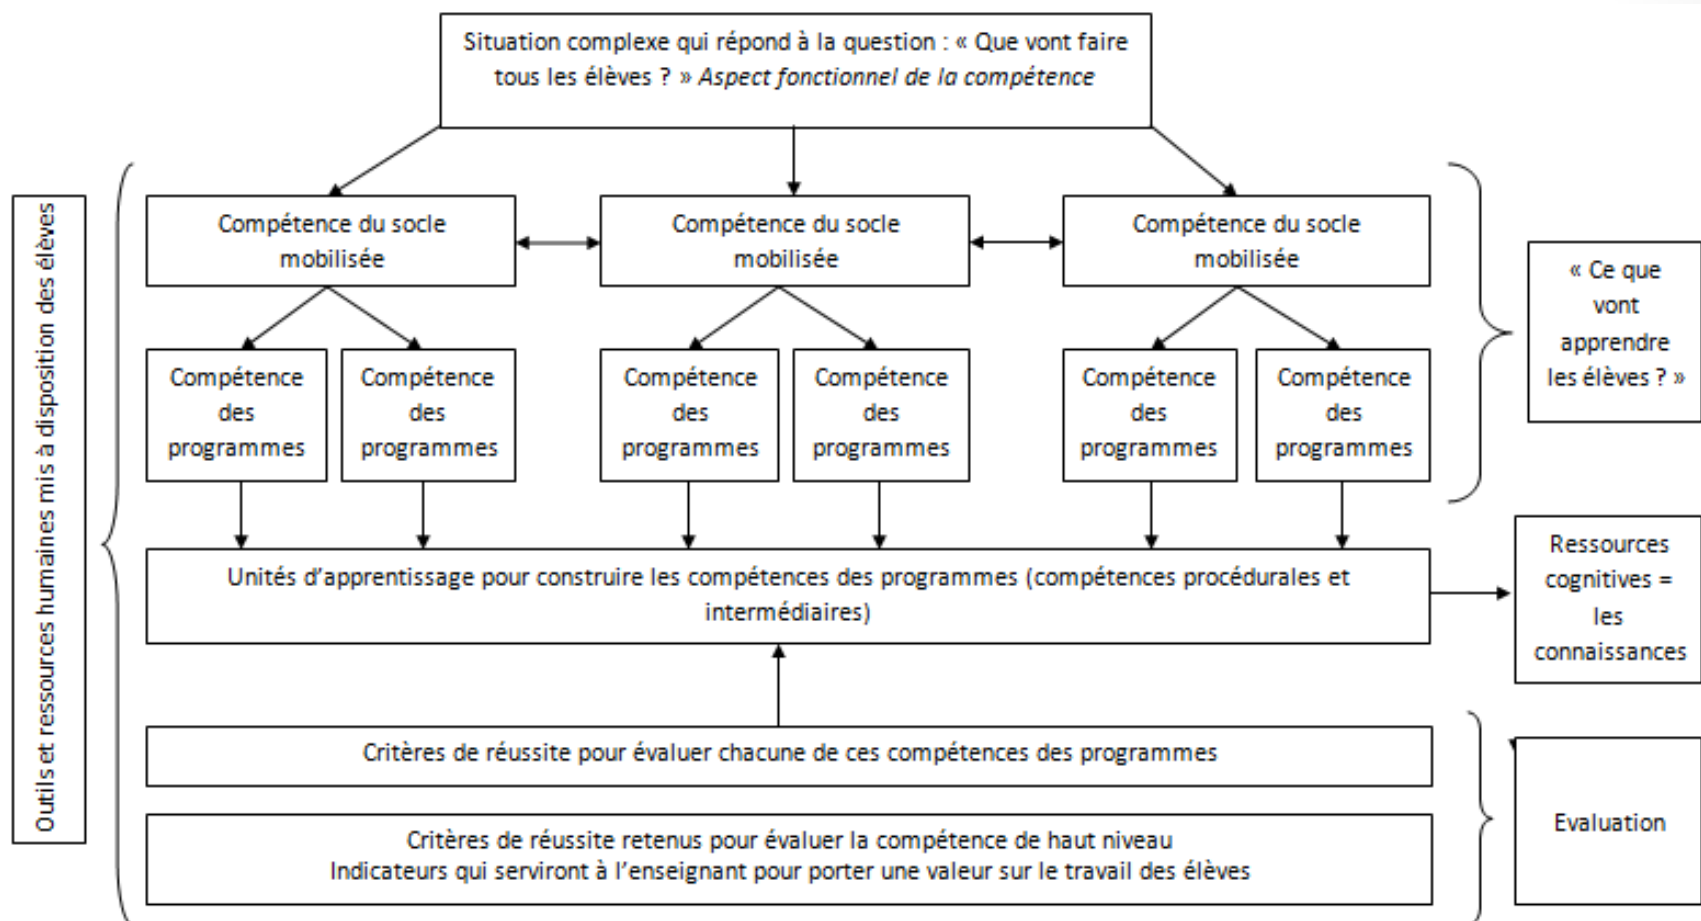 Situation complexe qui répond à la question : « Que vont faire
tous les élèves ? » Aspect fonctionnel de la compétence
Outils et ressources humaines mis à disposition des élèves
Compétence du socle
mobilisée
Compétence du socle
mobilisée
Compétence du socle
mobilisée
« Ce que
vont
apprendre
les élèves ? »
Compétence
des
programmes
Compétence
des
programmes
Compétence
des
programmes
Compétence
des
programmes
Compétence
des
programmes
Compétence
des
programmes
Unités d’apprentissage pour construire les compétences des programmes (compétences procédurales et
intermédiaires)
Ressources
cognitives =
les
connaissances
Critères de réussite pour évaluer chacune de ces compétences des programmes
Critères de réussite retenus pour évaluer la compétence de haut niveau
Indicateurs qui serviront à l’enseignant pour porter une valeur sur le travail des élèves
Evaluation